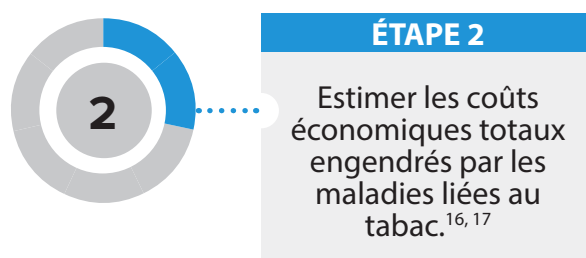 2
ÉTAPE 2
Estimer les coûts
économiques totaux
engendrés par les
maladies liées au
tabac.16, 17